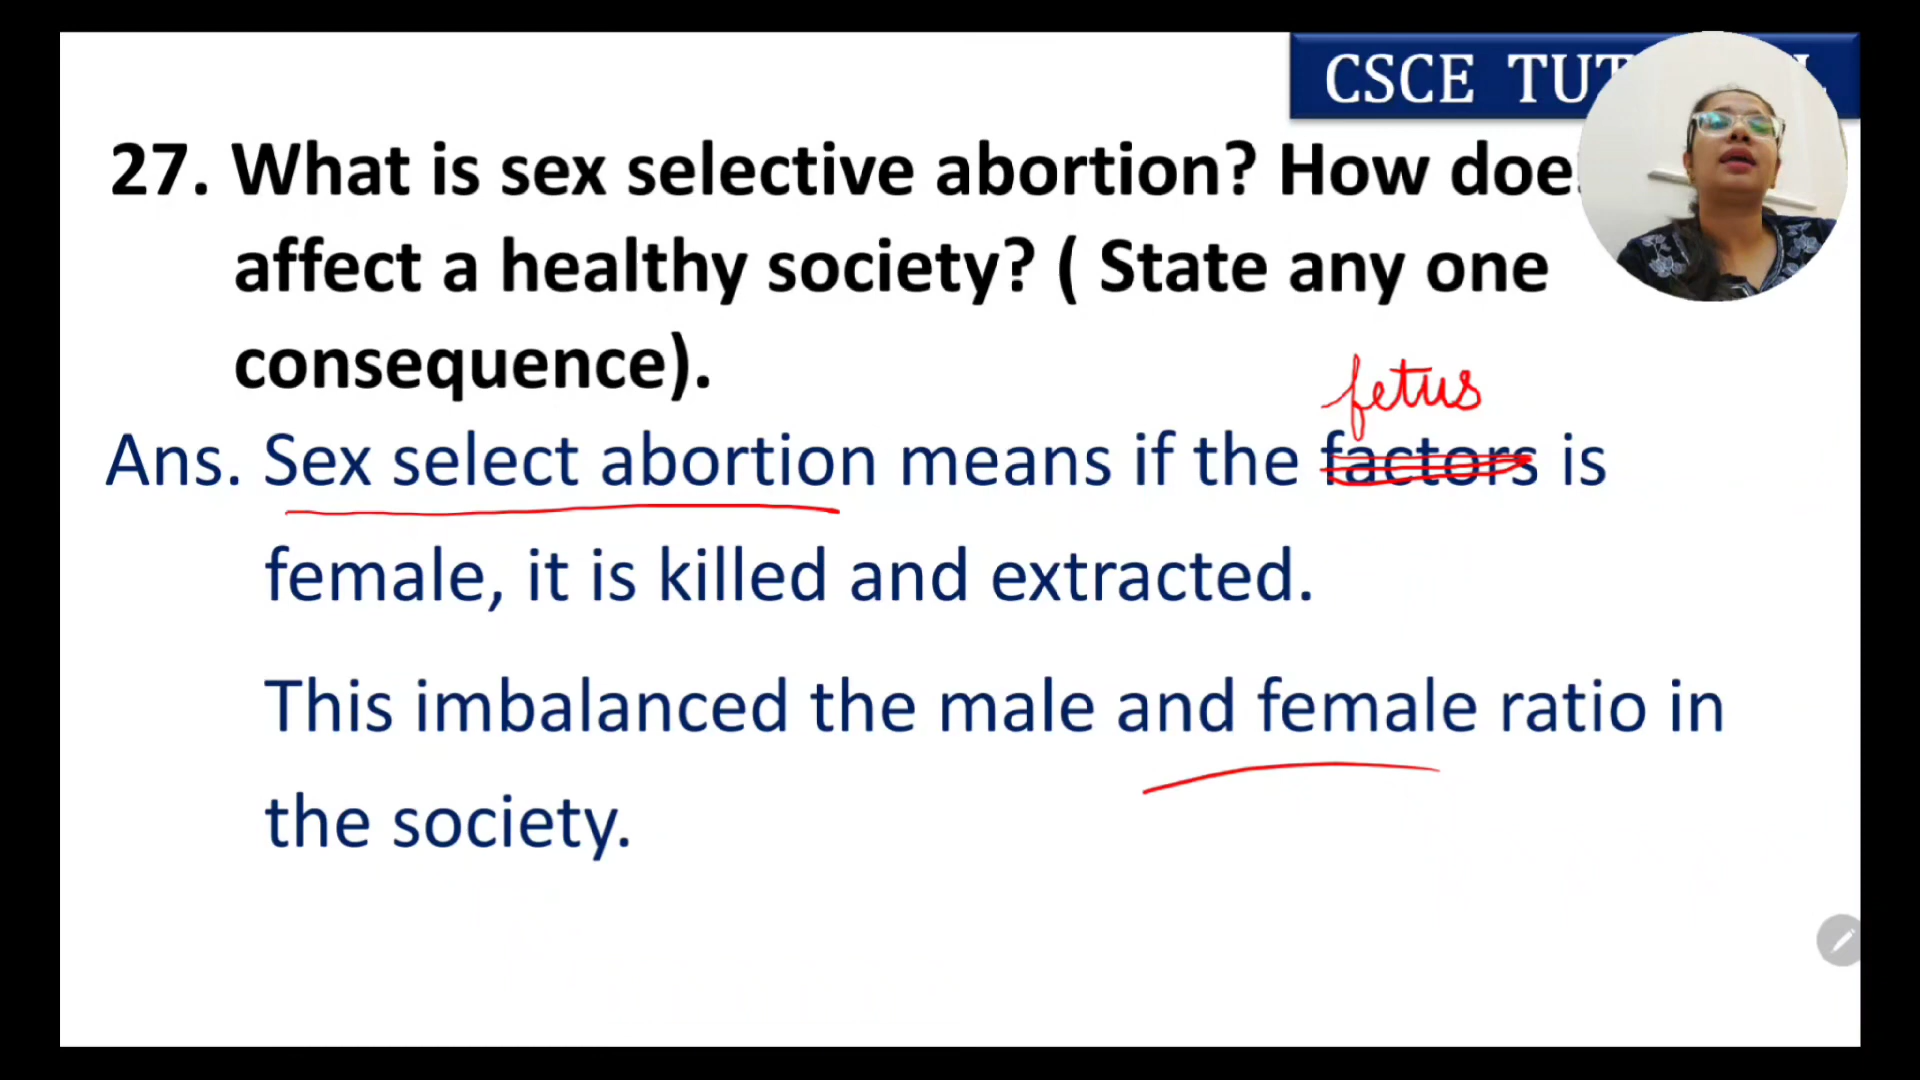 CSCE TUT
27. What is sex selective abortion? How doe
affect a healthy society? ( State any one
consequence).
fetus
Ans. Sex select abortion means if the factors is
female, it is killed and extracted.
This imbalanced the male and female ratio in
the society.